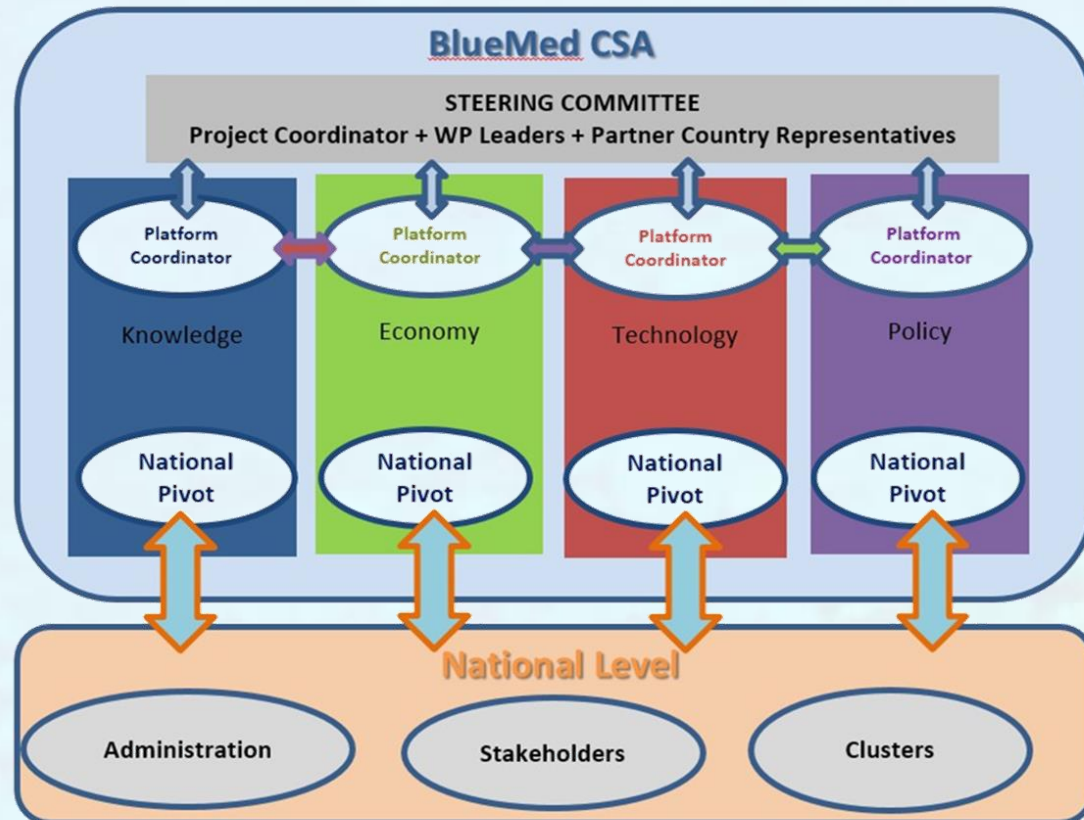 BlueMed CSA
STEERING COMMITTEE
Project Coordinator + WP Leaders + Partner Country Representatives
Platform
Coordinator
Platform
Coordinator
Platform
Coordinator
Platform
Coordinator
Knowledge
Economy
Technology
Policy
National
Pivot
National
Pivot
National
Pivot
National
Pivot
National Level
Administration
Stakeholders
Clusters